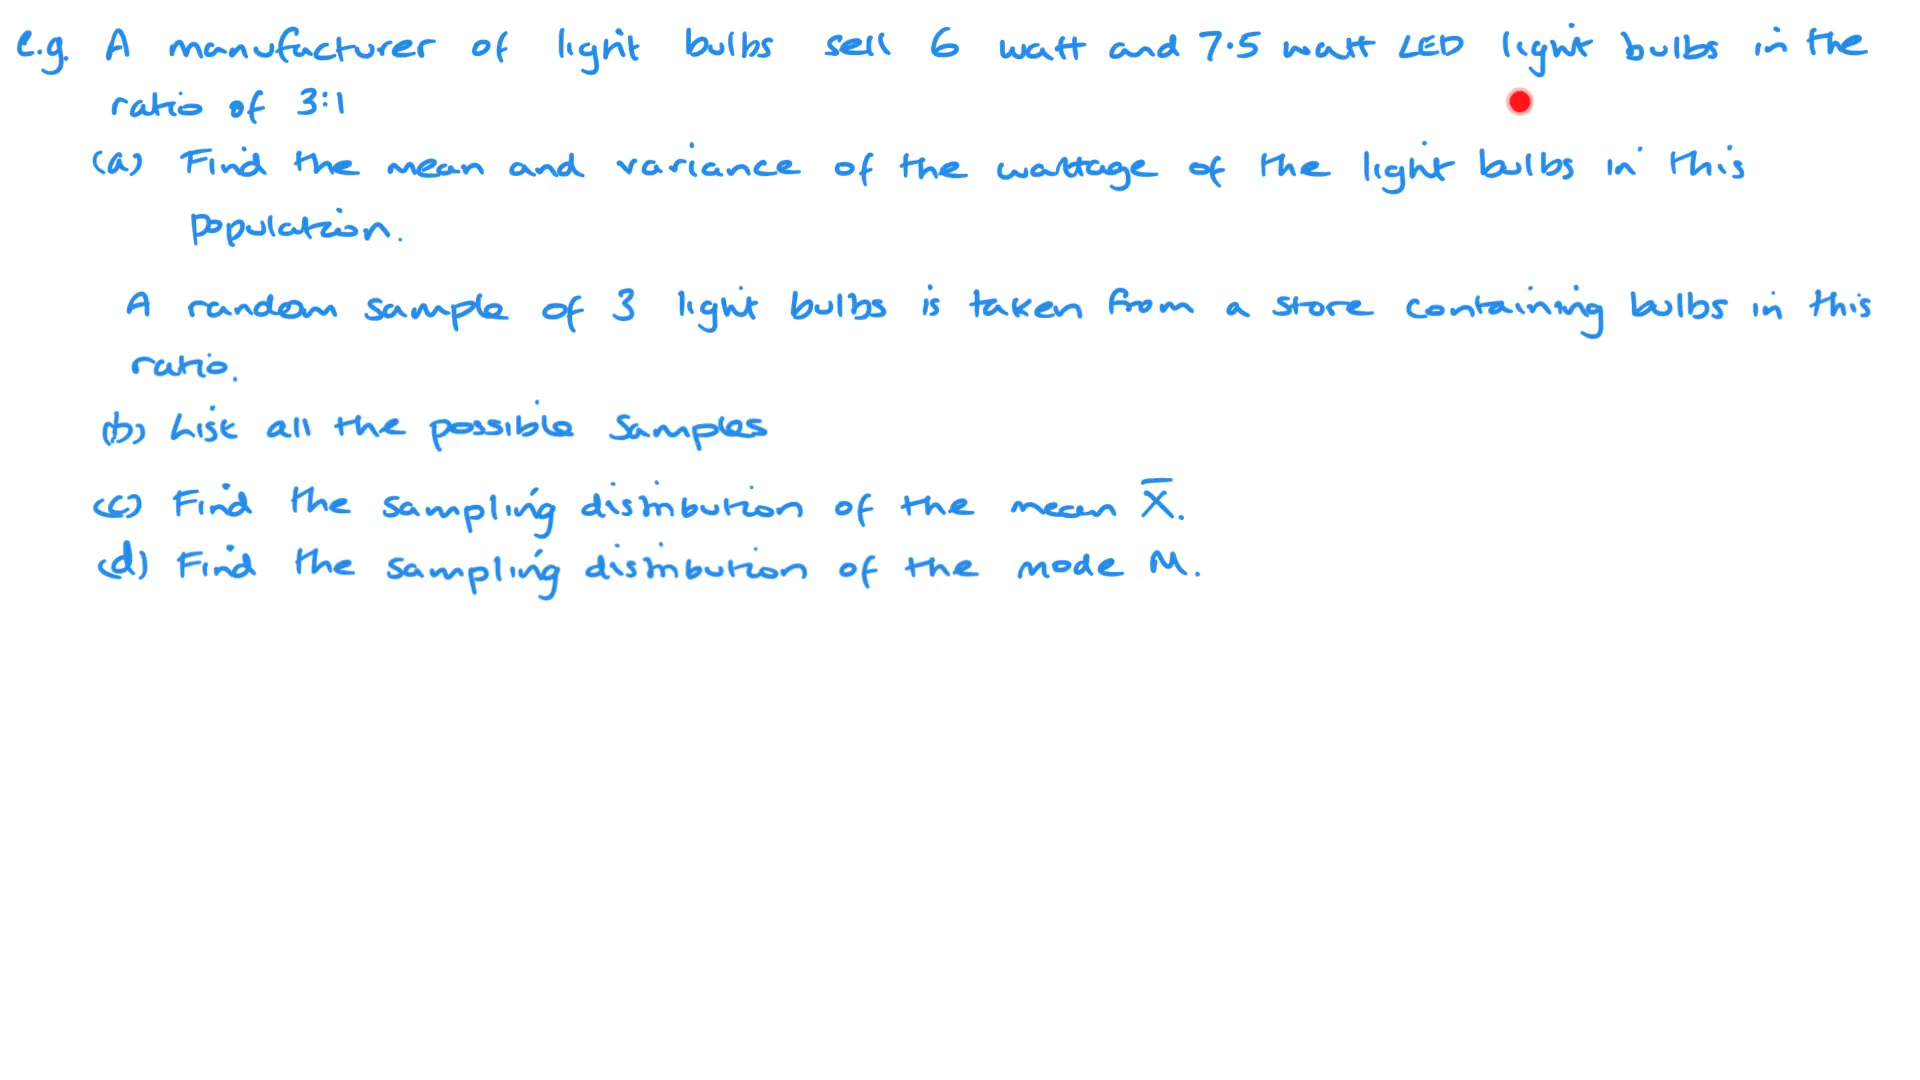 e.g. A manufacturer of light bulbs sell 6 watt and 7.5 watt LED light bulbs in the
ratio of 3:1
(a) Find the mean and variance of the wattage of the light bulbs in this
population.
A random sample of 3 light bulbs is taken from a store containing bulbs in this
ratio.
(b) List all the possible samples
(c) Find the sampling distribution of the mean X̅.
(d) Find the sampling distribution of the mode M.